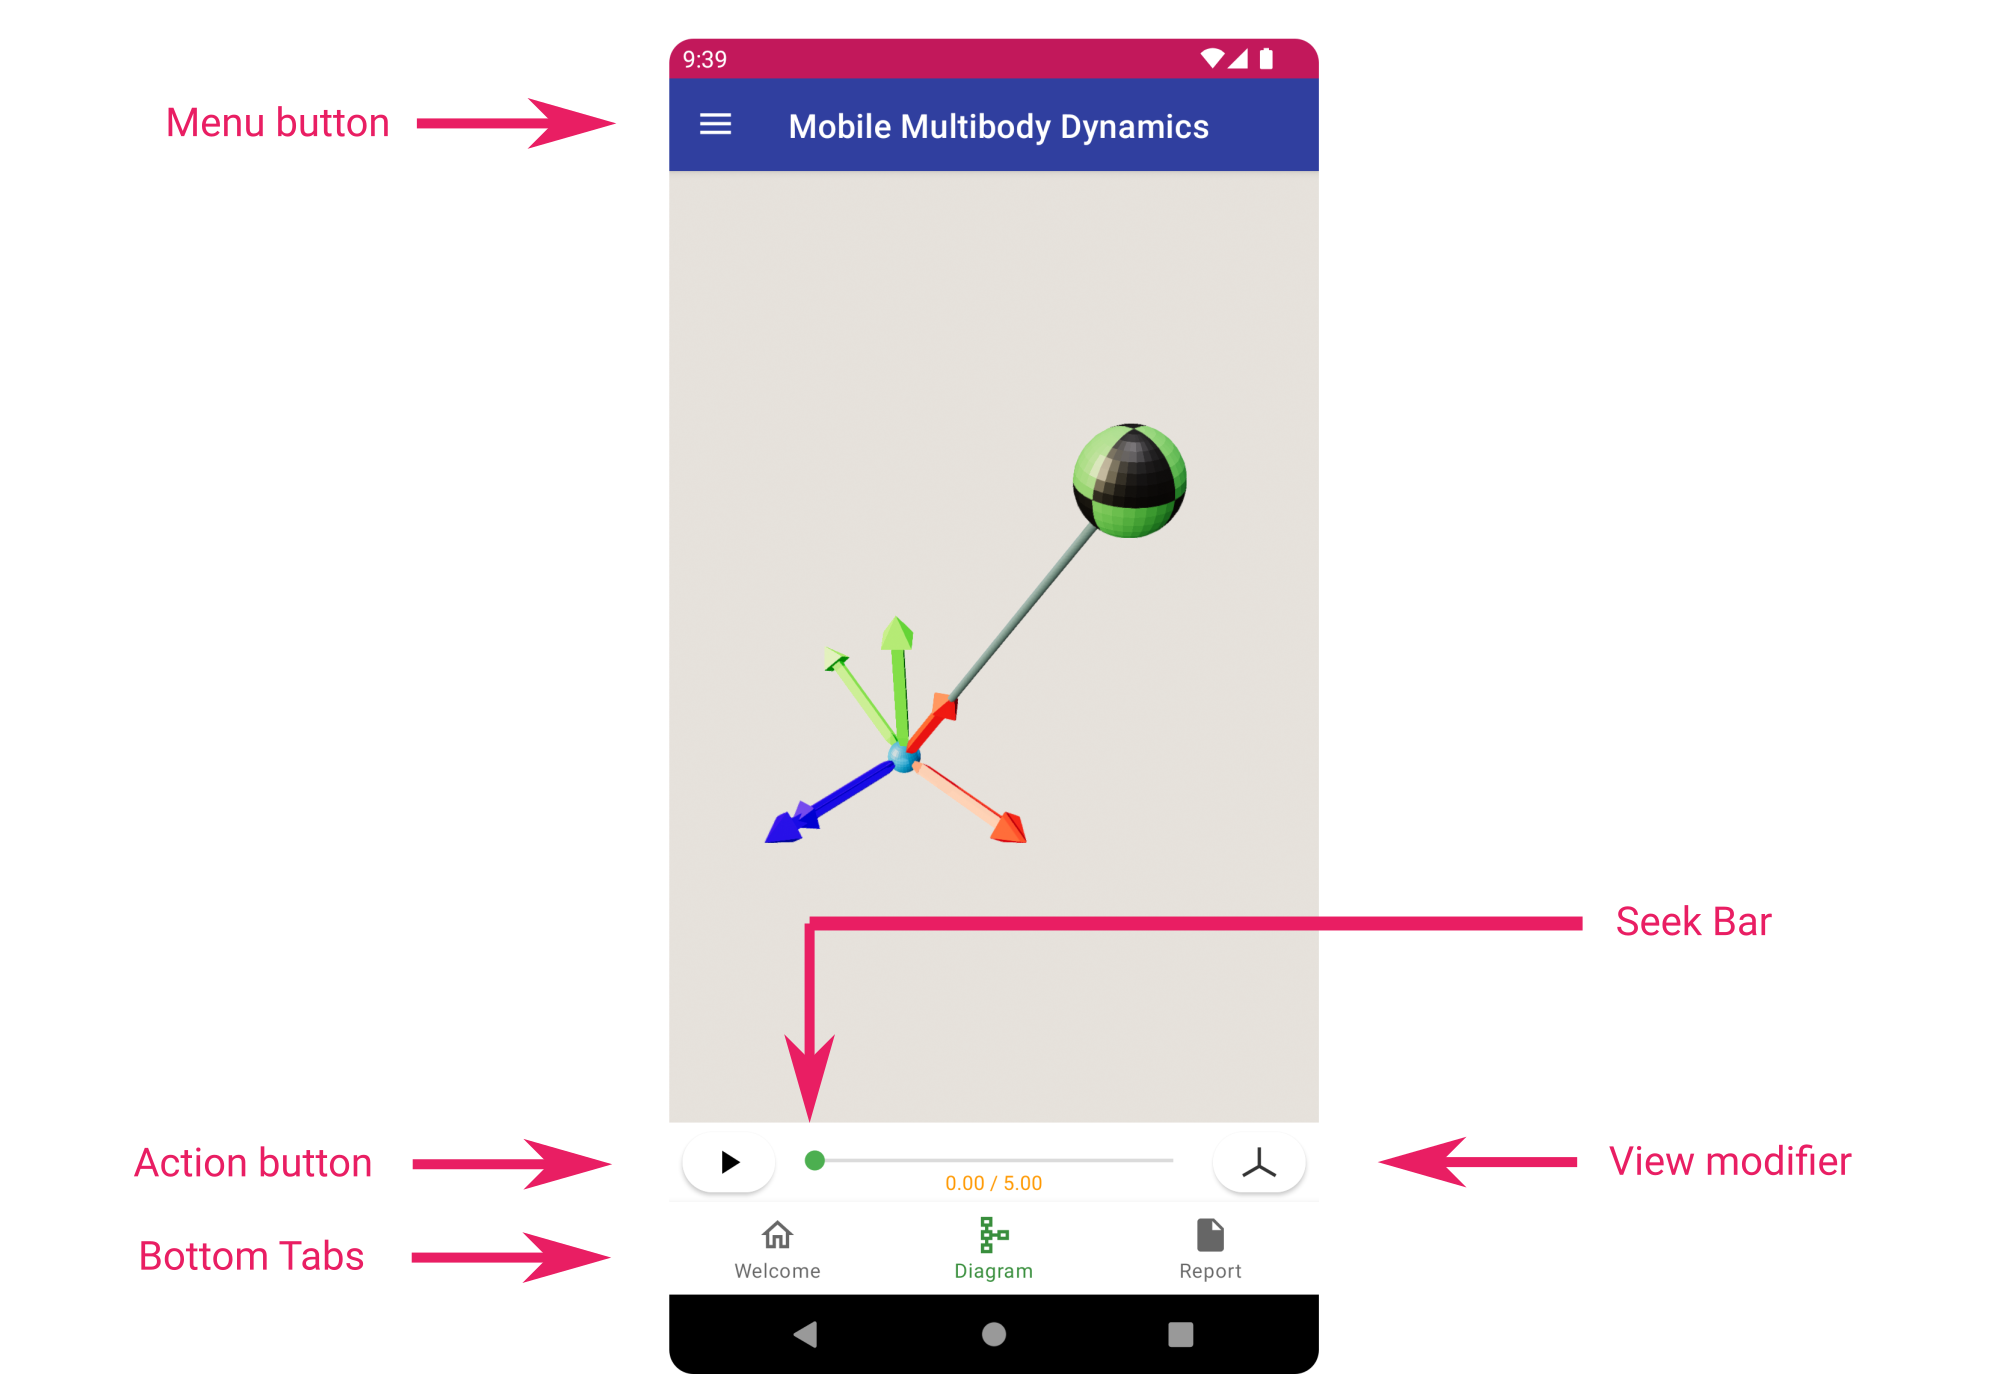 9:39
Menu button
Mobile Multibody Dynamics
Seek Bar
Action button
View modifier
0.00 / 5.00
Bottom Tabs
Welcome
Diagram
Report